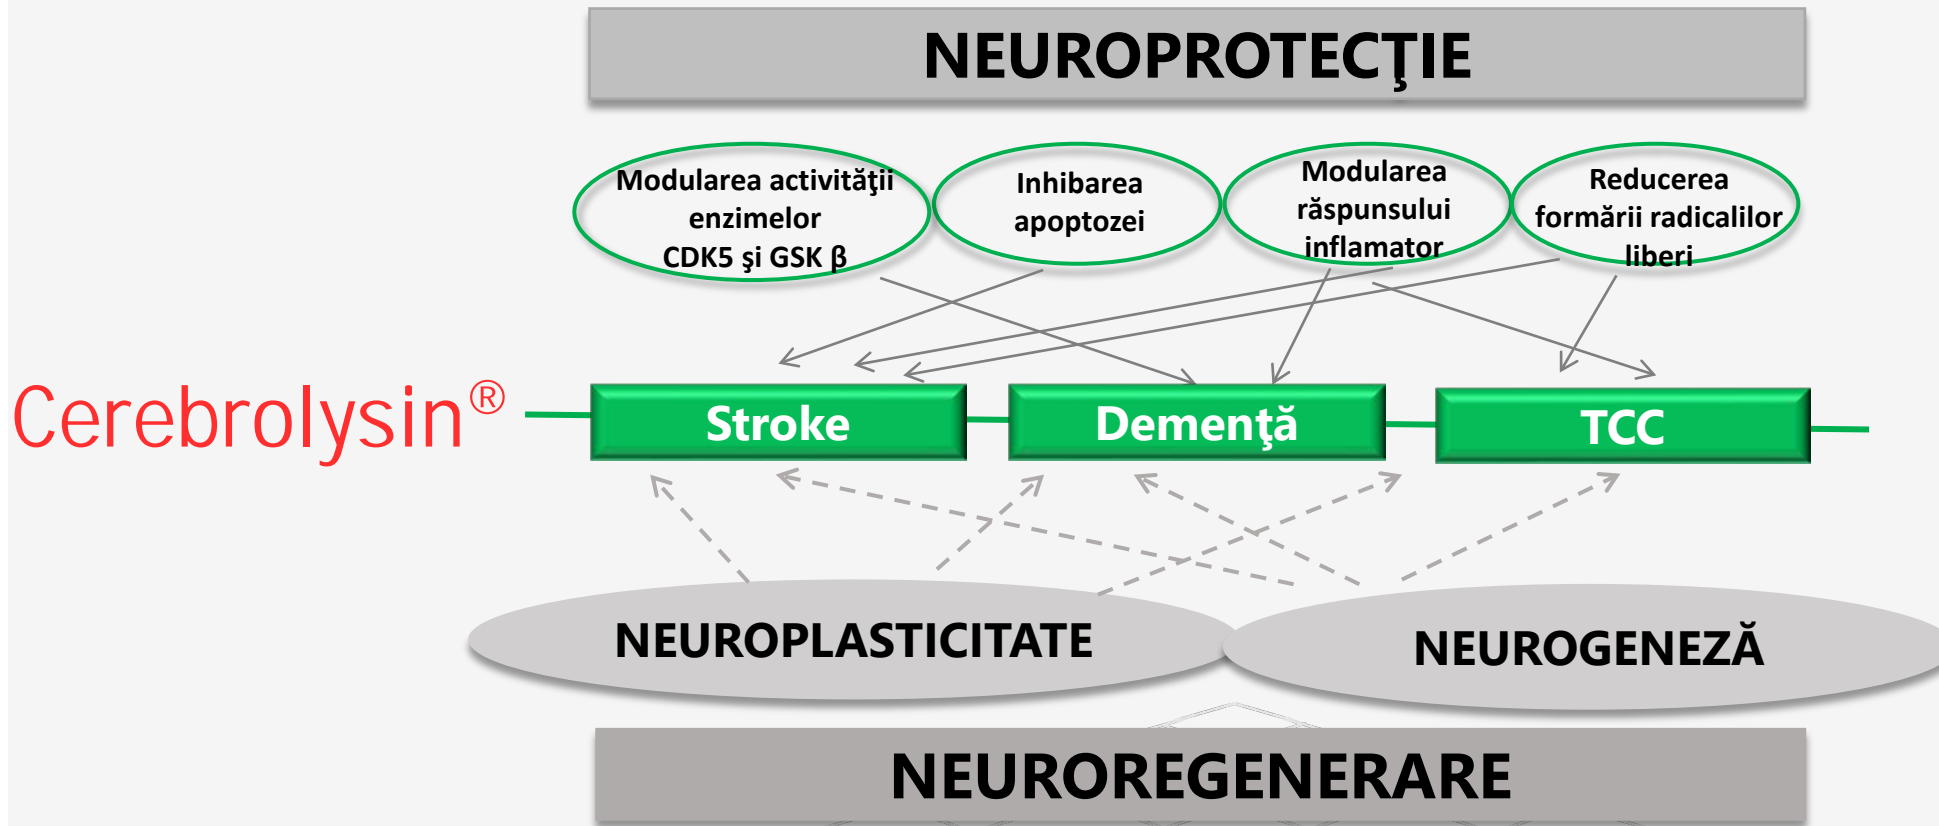 NEUROPROTECŢIE
Modularea activităţii
enzimelor
CDK5 şi GSK β
Inhibarea
apoptozei
Modularea
răspunsului
inflamator
Reducerea
formării radicalilor
liberi
Cerebrolysin®
Stroke
Demenţă
TCC
NEUROPLASTICITATE
NEUROGENEZĂ
NEUROREGENERARE